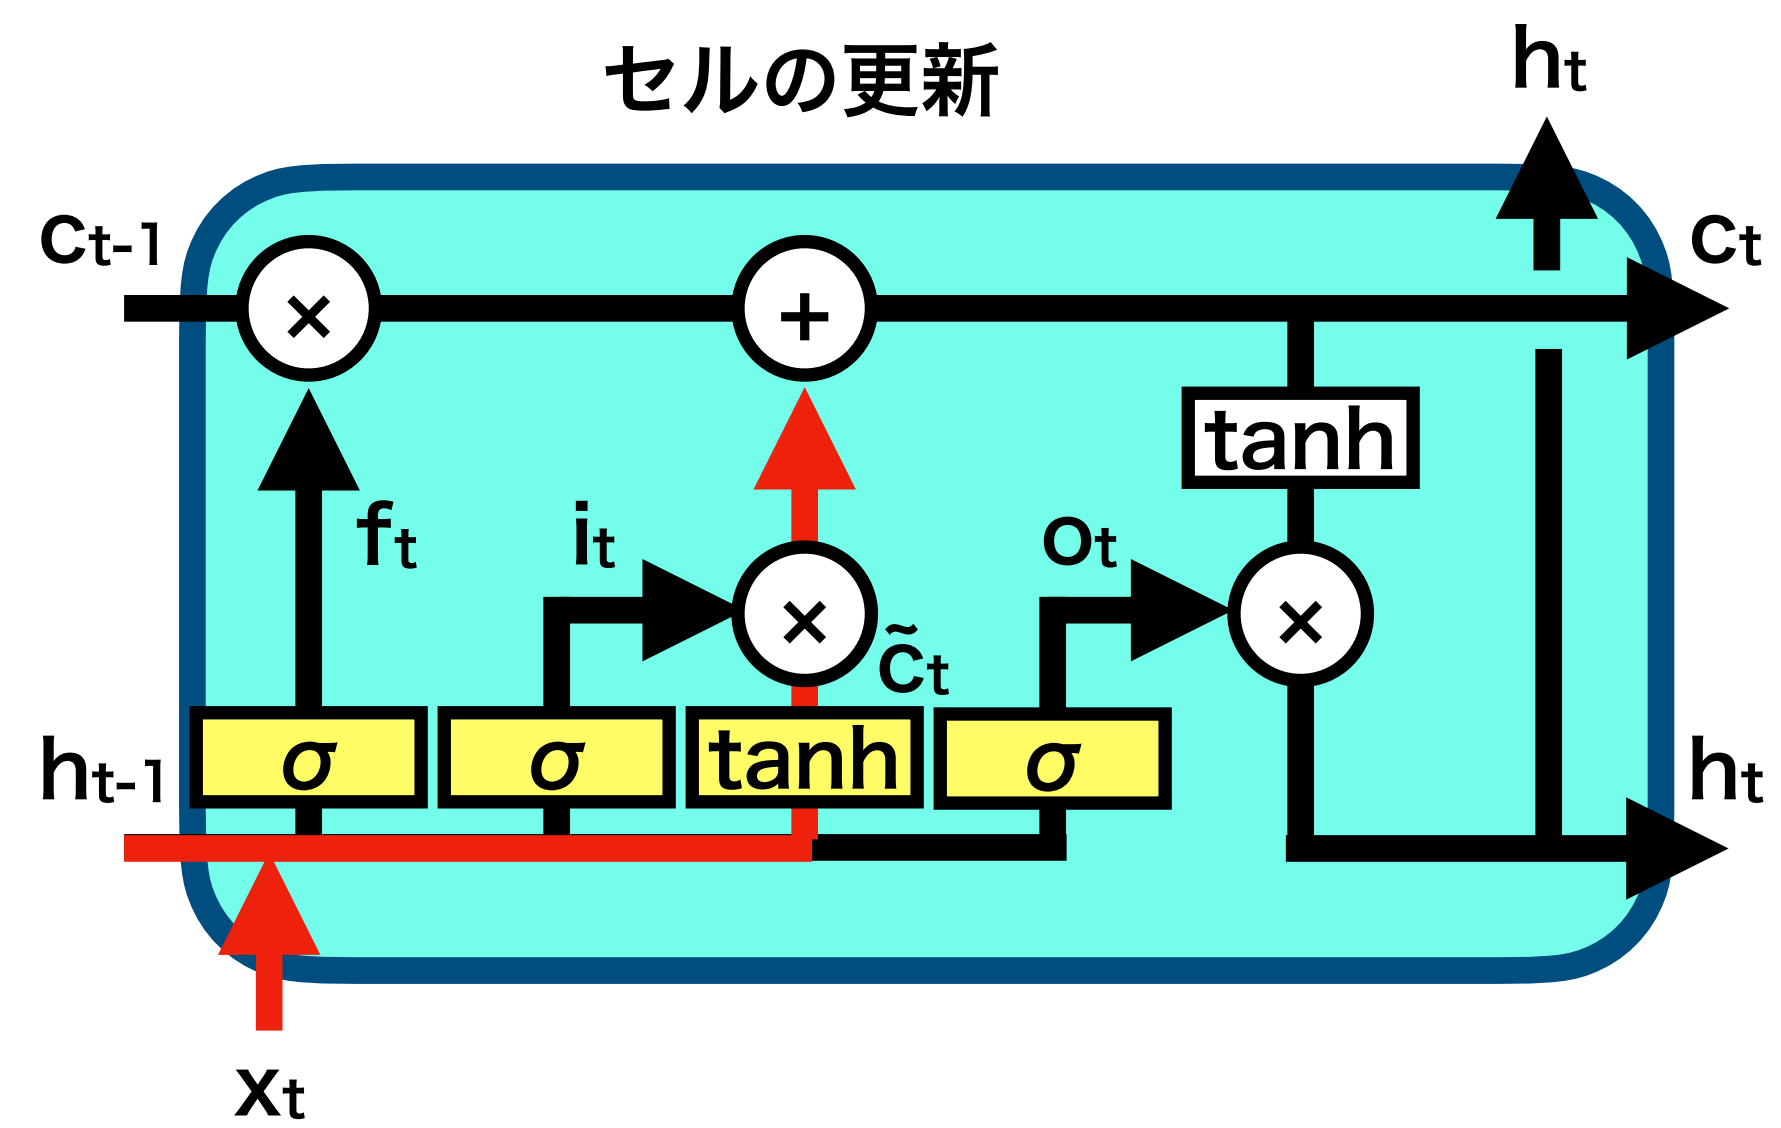 セルの更新
ht
ct-1
ct
×
+
tanh
ft
it
ot
×
×
c̃t
ht-1
σ
σ
tanh
σ
ht
xt